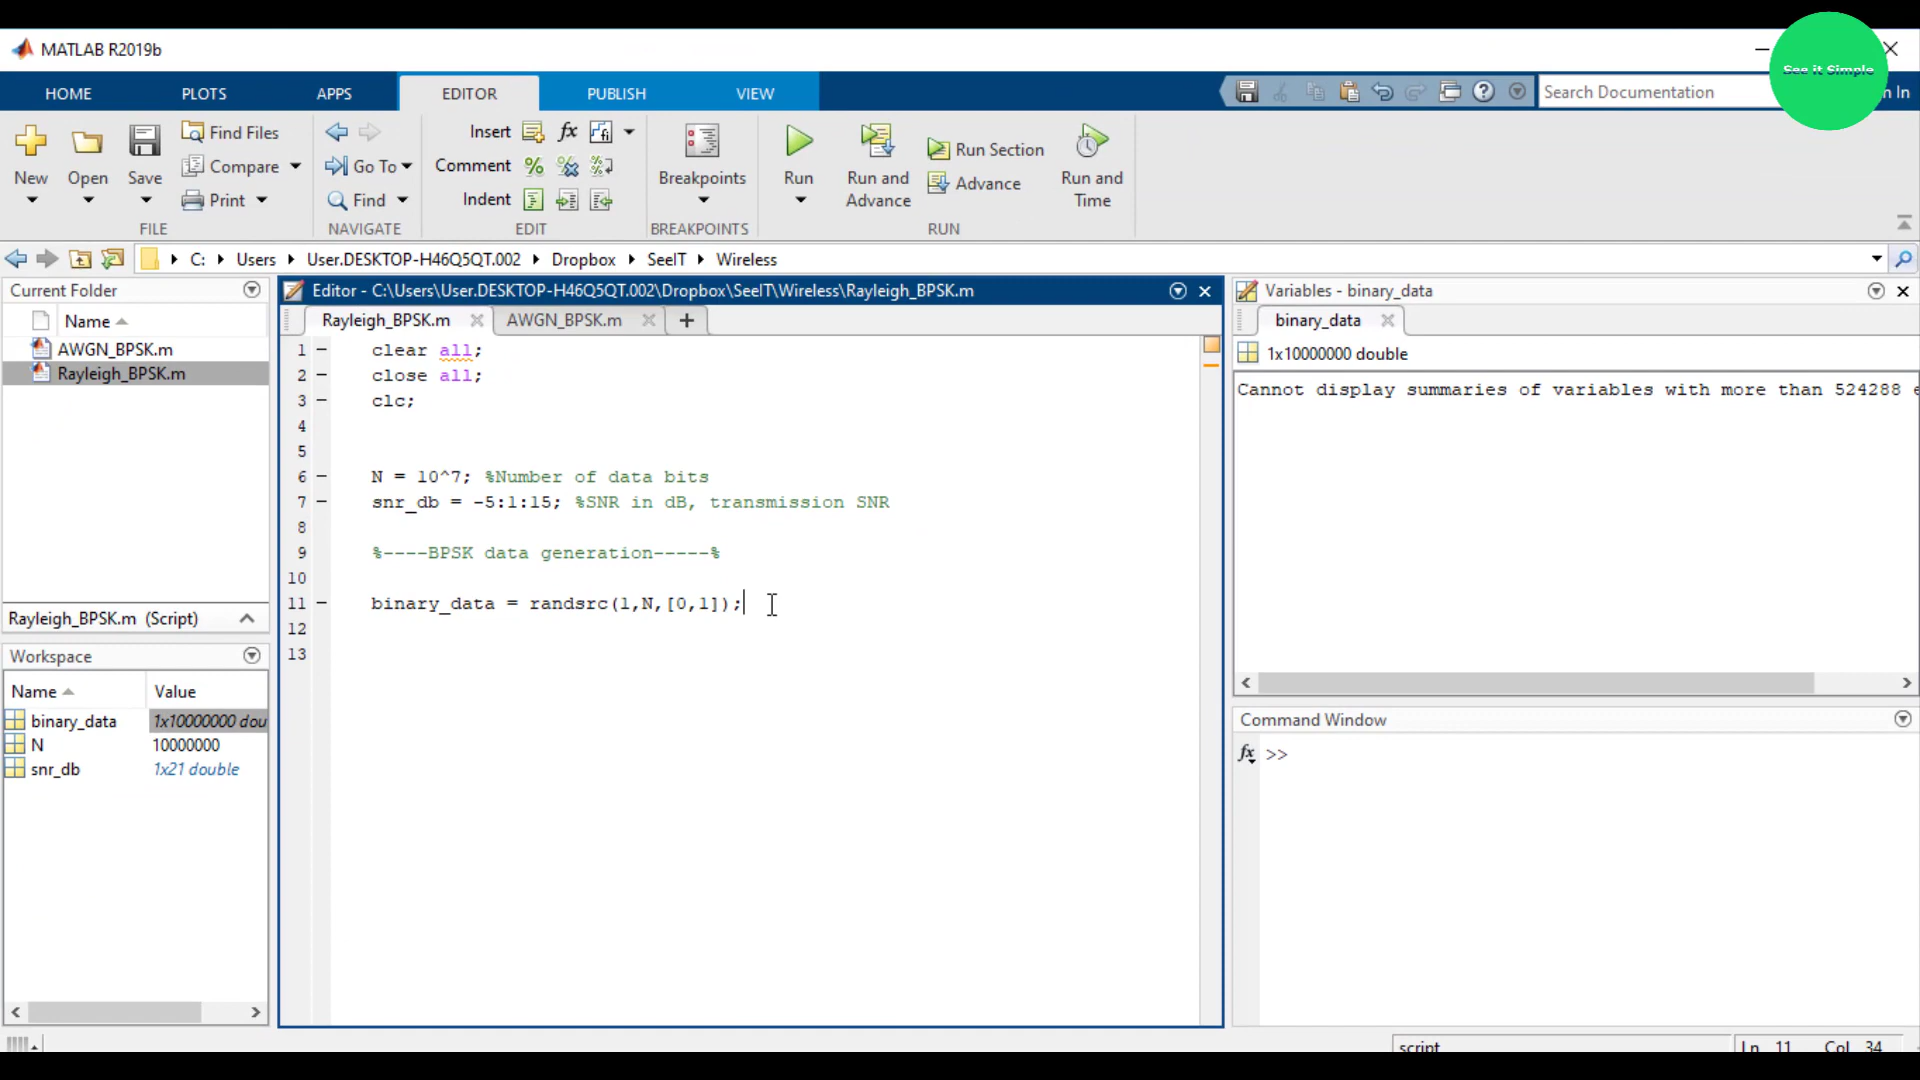 MATLAB R2019b
See it Simple
HOME PLOTS APPS EDITOR PUBLISH VIEW
Search Documentation
n In
New
Open
Save
Find Files
Compare
Print
FILE
Go To
Find
NAVIGATE
Insert
Comment
Indent
EDIT
Breakpoints
BREAKPOINTS
Run
Run and Advance
Run Section
Advance
Run and Time
RUN
C: Users User.DESKTOP-H46Q5QT.002 Dropbox SeeIT Wireless
Current Folder
Name
AWGN_BPSK.m
Rayleigh_BPSK.m
Rayleigh_BPSK.m (Script)
Workspace
Name Value
binary_data 1x10000000 dou
N 10000000
snr_db 1x21 double
Editor - C:\Users\User.DESKTOP-H46Q5QT.002\Dropbox\SeeIT\Wireless\Rayleigh_BPSK.m
Rayleigh_BPSK.m AWGN_BPSK.m
1 clear all;
2 close all;
3 clc;
4
5
6 N = 10^7; %Number of data bits
7 snr_db = -5:1:15; %SNR in dB, transmission SNR
8
9 %----BPSK data generation-----%
10
11 binary_data = randsrc(1,N,[0,1]);
12
13
Variables - binary_data
binary_data
1x10000000 double
Cannot display summaries of variables with more than 524288 e
Command Window
fx >>
script
Ln 11 Col 34